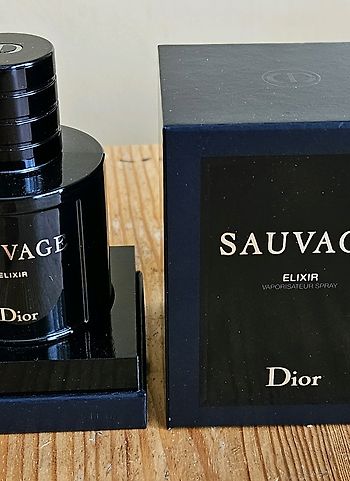 VAGE
ELIXIR
Dior
SAUVAG
ELIXIR
VAPORISATEUR SPRAY
Dior